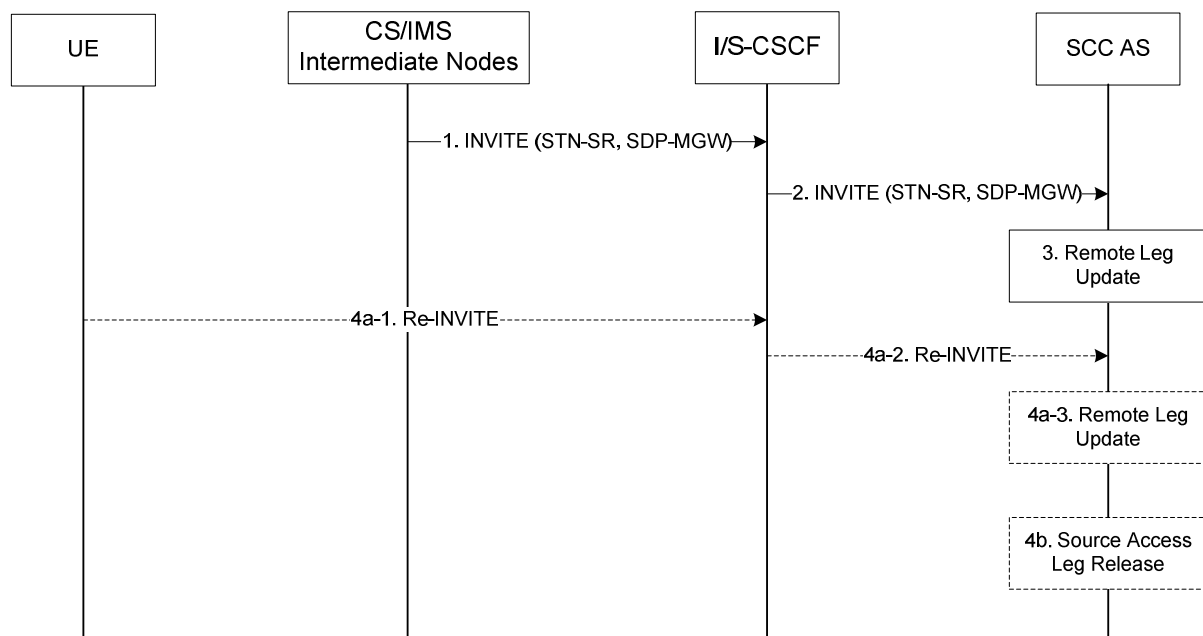 UE
CS/IMS
Intermediate Nodes
I/S-CSCF
SCC AS
1. INVITE (STN-SR, SDP-MGW)
2. INVITE (STN-SR, SDP-MGW)
3. Remote Leg
Update
4a-1. Re-INVITE
4a-2. Re-INVITE
4a-3. Remote Leg
Update
4b. Source Access
Leg Release